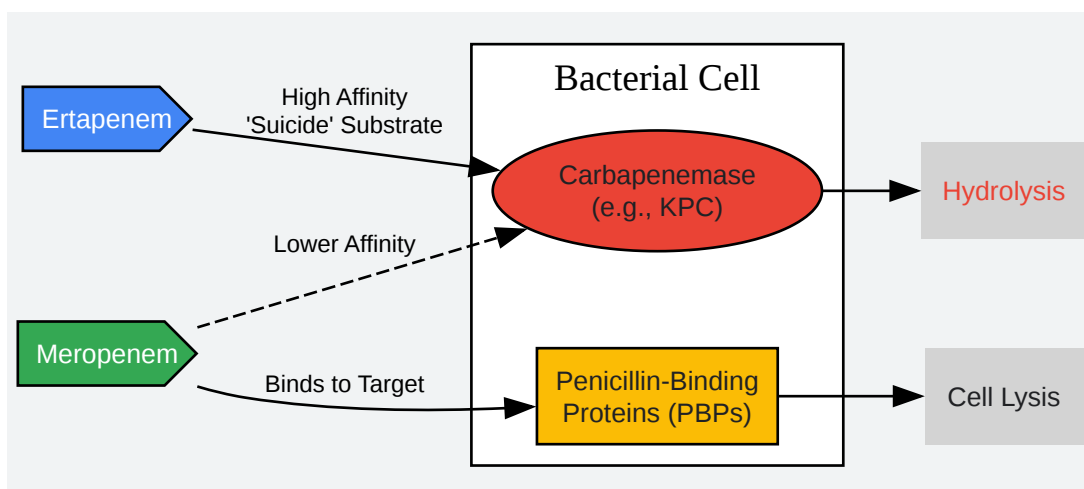 Bacterial Cell
Ertapenem
High Affinity
'Suicide' Substrate
Carbapenemase
(e.g., KPC)
Hydrolysis
Lower Affinity
Meropenem
Binds to Target
Penicillin-Binding
Proteins (PBPs)
Cell Lysis